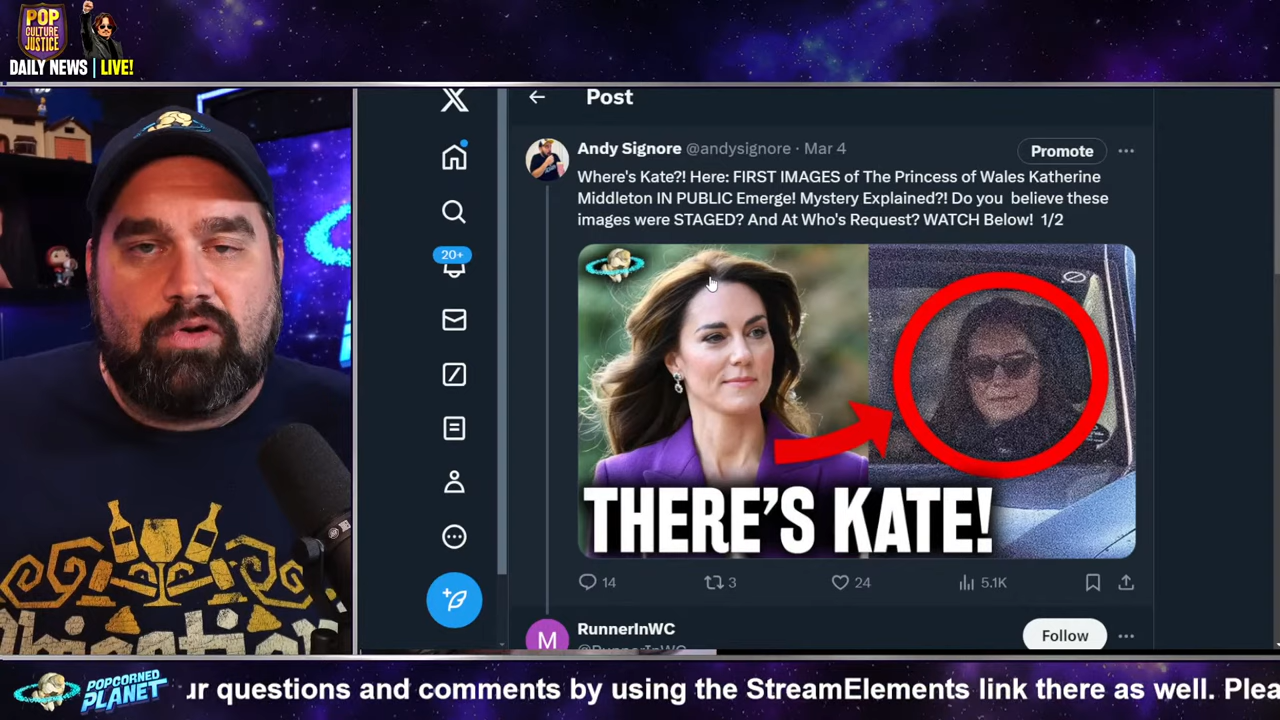 POP
CULTURE
JUSTICE
DAILY NEWS | LIVE!
Post
Andy Signore @andysignore · Mar 4
Promote
Where's Kate?! Here: FIRST IMAGES of The Princess of Wales Katherine
Middleton IN PUBLIC Emerge! Mystery Explained?! Do you believe these
images were STAGED? And At Who's Request? WATCH Below! 1/2
20+
THERE'S KATE!
14
3
24
5.1K
M
RunnerInWC
Follow
@RunnerInWC
POPCORNED
PLANET
ur questions and comments by using the StreamElements link there as well. Plea